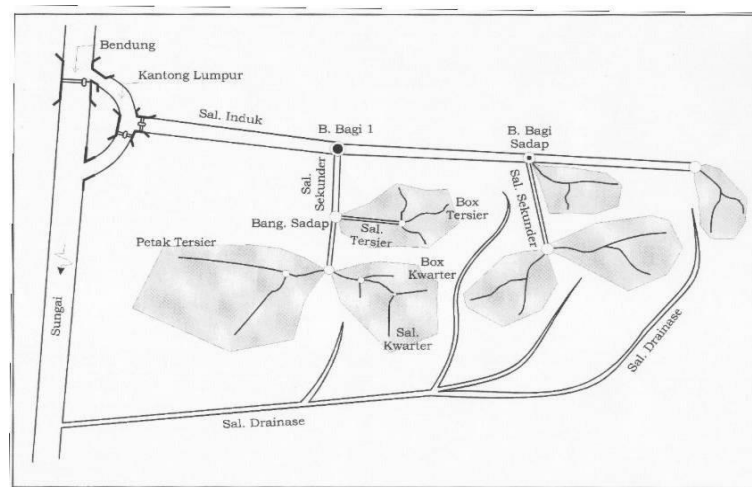 Bendung
Kantong Lumpur
Sal. Induk
B. Bagi 1
B. Bagi
Sadap
Sal.
Sekunder
Sal. Sekunder
Box
Tersier
Bang. Sadap
Sal.
Tersier
Petak Tersier
Box
Kwarter
Sungai
Sal.
Kwarter
Sal. Drainase
Sal. Drainase